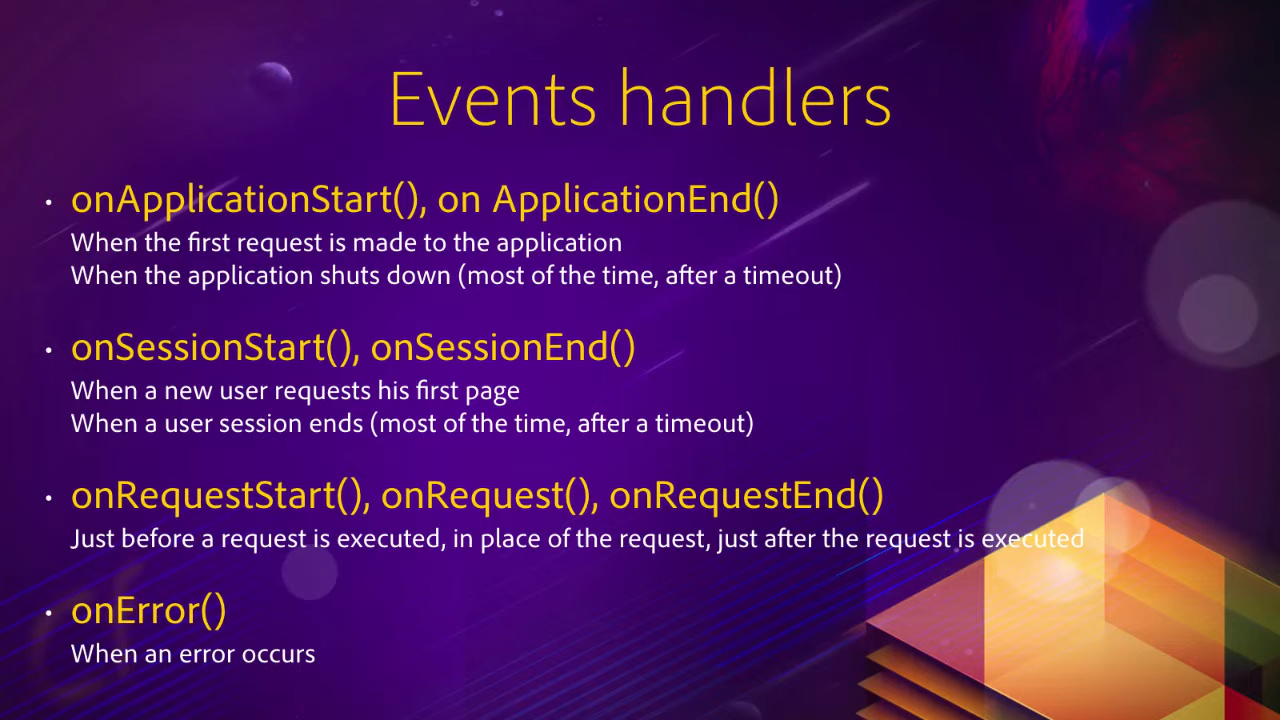 Events handlers
• onApplicationStart(), on ApplicationEnd()
When the first request is made to the application
When the application shuts down (most of the time, after a timeout)
• onSessionStart(), onSessionEnd()
When a new user requests his first page
When a user session ends (most of the time, after a timeout)
• onRequestStart(), onRequest(), onRequestEnd()
Just before a request is executed, in place of the request, just after the request is executed
• onError()
When an error occurs